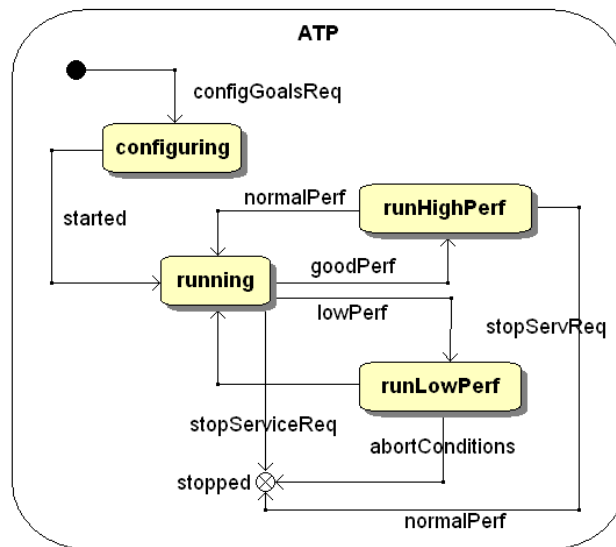 ATP
configGoalsReq
configuring
normalPerf
runHighPerf
started
goodPerf
running
lowPerf
stopServReq
runLowPerf
stopServiceReq
abortConditions
stopped
normalPerf